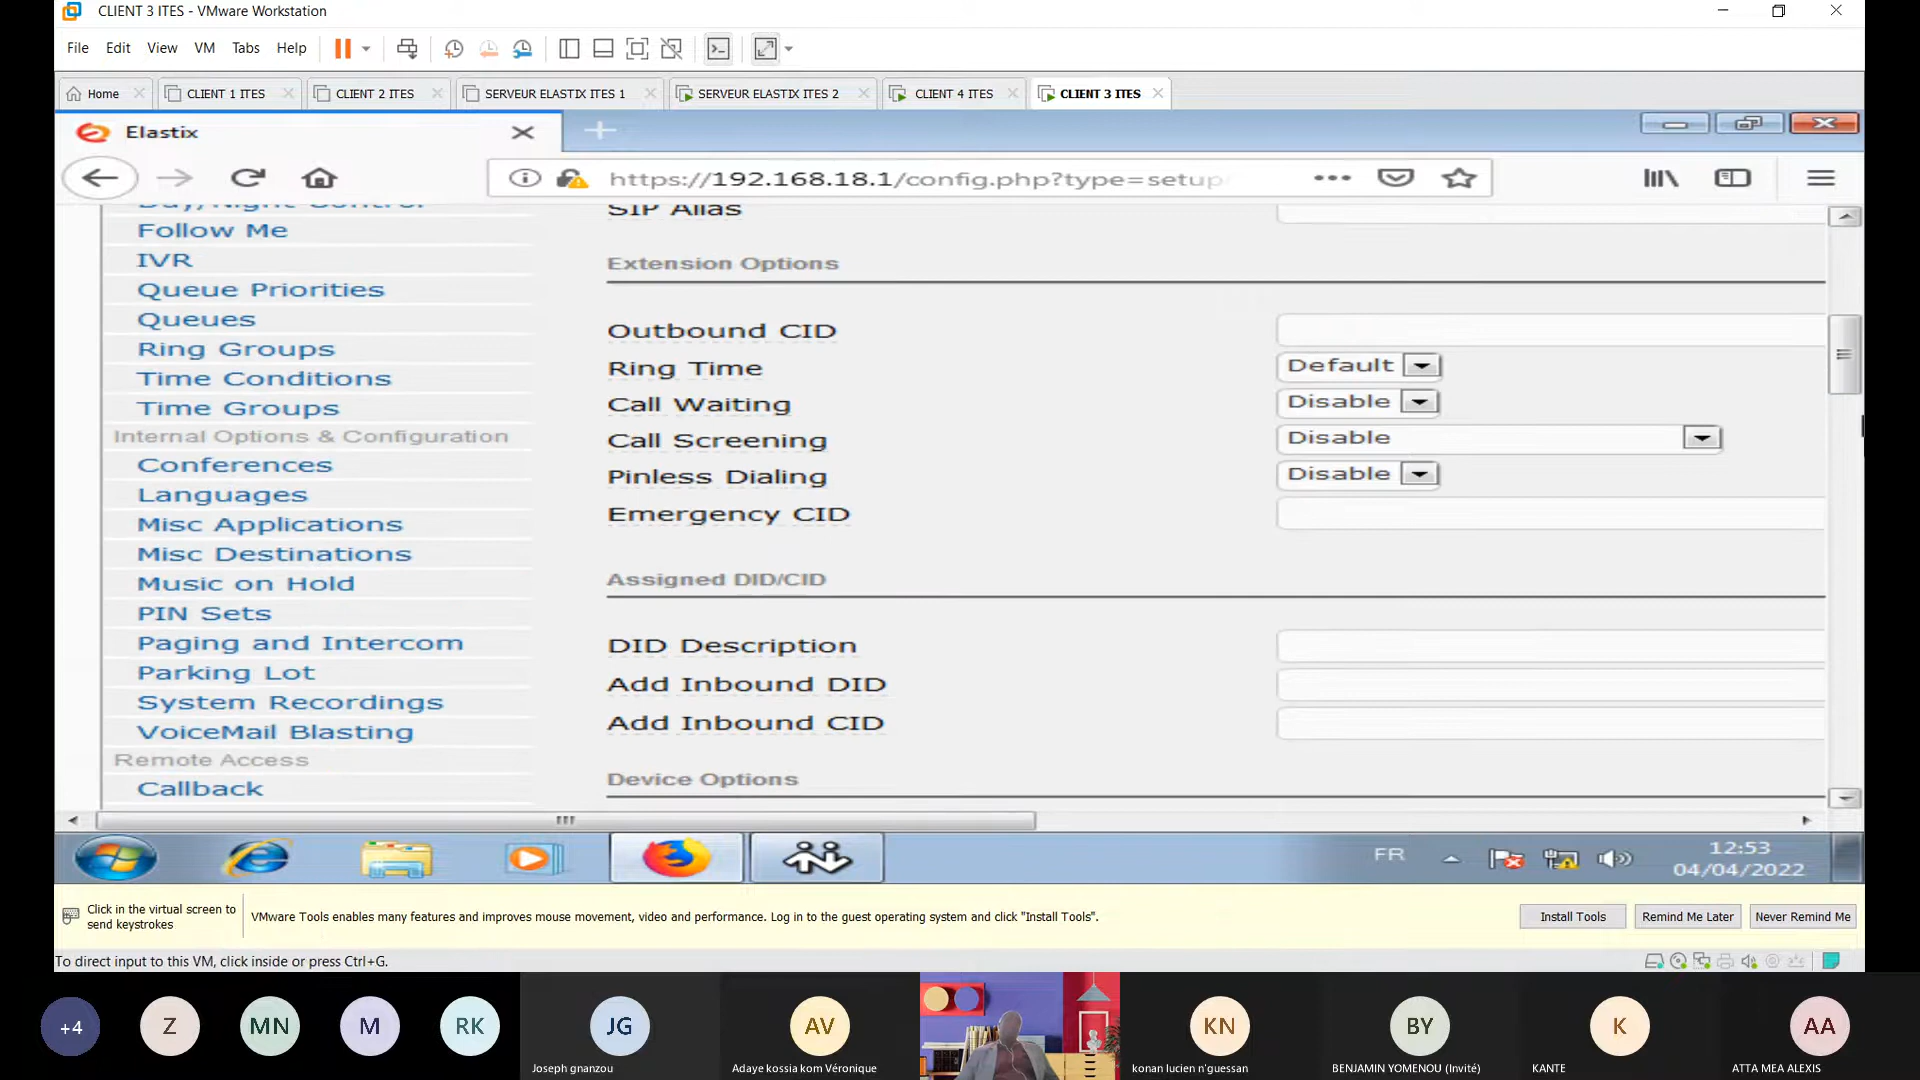 CLIENT 3 ITES - VMware Workstation
File Edit View VM Tabs Help
Home CLIENT 1 ITES CLIENT 2 ITES SERVEUR ELASTIX ITES 1 SERVEUR ELASTIX ITES 2 CLIENT 4 ITES CLIENT 3 ITES
Elastix
https://192.168.18.1/config.php?type=setup
Day/Night Control
Follow Me
IVR
Queue Priorities
Queues
Ring Groups
Time Conditions
Time Groups
Internal Options & Configuration
Conferences
Languages
Misc Applications
Misc Destinations
Music on Hold
PIN Sets
Paging and Intercom
Parking Lot
System Recordings
VoiceMail Blasting
Remote Access
Callback
SIP Alias
Extension Options
Outbound CID
Ring Time Default
Call Waiting Disable
Call Screening Disable
Pinless Dialing Disable
Emergency CID
Assigned DID/CID
DID Description
Add Inbound DID
Add Inbound CID
Device Options
FR
12:53
04/04/2022
Click in the virtual screen to
send keystrokes
VMware Tools enables many features and improves mouse movement, video and performance. Log in to the guest operating system and click "Install Tools".
Install Tools Remind Me Later Never Remind Me
To direct input to this VM, click inside or press Ctrl+G.
+4 Z MN M RK JG AV KN BY K AA
Joseph gnanzou Adaye kossia kom Véronique konan lucien n'guessan BENJAMIN YOMENOU (Invité) KANTE ATTA MEA ALEXIS